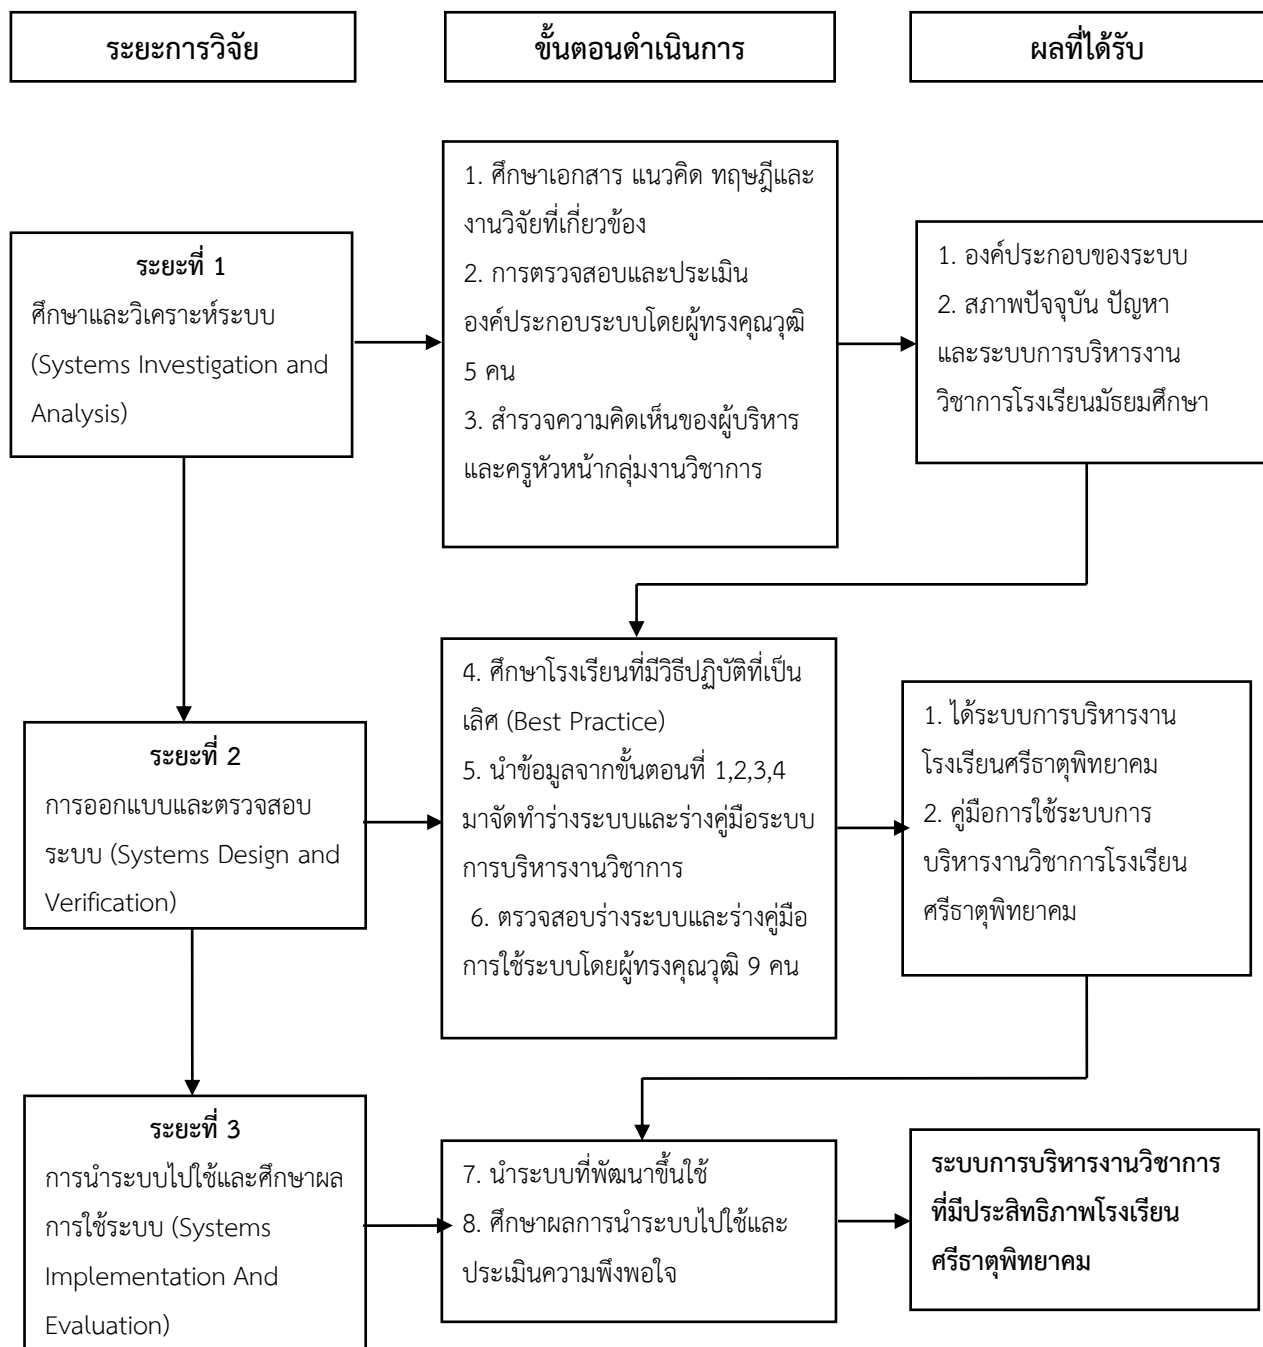 ระยะการวิจัย
ขั้นตอนดำเนินการ
ผลที่ได้รับ
ระยะที่ 1
ศึกษาและวิเคราะห์ระบบ
(Systems Investigation and
Analysis)
1. ศึกษาเอกสาร แนวคิด ทฤษฎีและ
งานวิจัยที่เกี่ยวข้อง
2. การตรวจสอบและประเมิน
องค์ประกอบระบบโดยผู้ทรงคุณวุฒิ
5 คน
3. สำรวจความคิดเห็นของผู้บริหาร
และครูหัวหน้ากลุ่มงานวิชาการ
1. องค์ประกอบของระบบ
2. สภาพปัจจุบัน ปัญหา
และระบบการบริหารงาน
วิชาการโรงเรียนมัธยมศึกษา
ระยะที่ 2
การออกแบบและตรวจสอบ
ระบบ (Systems Design and
Verification)
4. ศึกษาโรงเรียนที่มีวิธีปฏิบัติที่เป็น
เลิศ (Best Practice)
5. นำข้อมูลจากขั้นตอนที่ 1,2,3,4
มาจัดทำร่างระบบและร่างคู่มือระบบ
การบริหารงานวิชาการ
6. ตรวจสอบร่างระบบและร่างคู่มือ
การใช้ระบบโดยผู้ทรงคุณวุฒิ 9 คน
1. ได้ระบบการบริหารงาน
โรงเรียนศรีธาตุพิทยาคม
2. คู่มือการใช้ระบบการ
บริหารงานวิชาการโรงเรียน
ศรีธาตุพิทยาคม
ระยะที่ 3
การนำระบบไปใช้และศึกษาผล
การใช้ระบบ (Systems
Implementation And
Evaluation)
7. นำระบบที่พัฒนาขึ้นใช้
8. ศึกษาผลการนำระบบไปใช้และ
ประเมินความพึงพอใจ
ระบบการบริหารงานวิชาการ
ที่มีประสิทธิภาพโรงเรียน
ศรีธาตุพิทยาคม